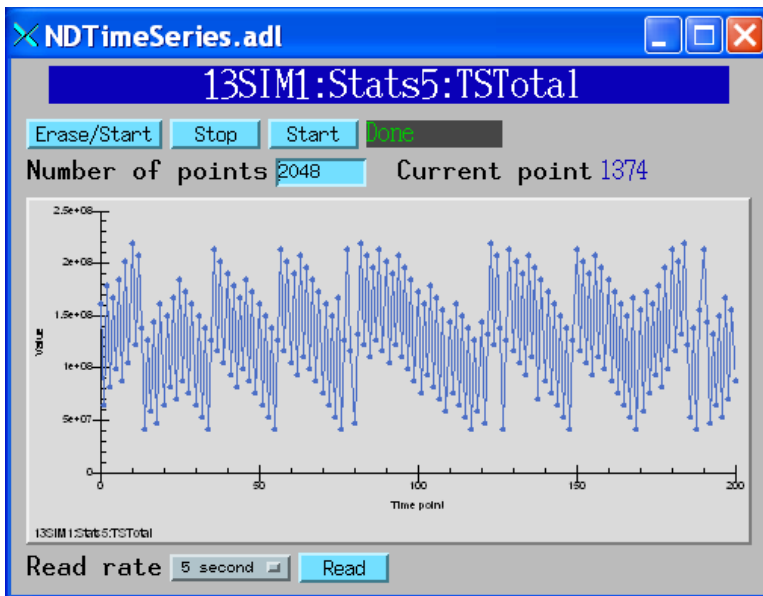 NDTimeSeries.adl
13SIM1:Stats5:TSTotal
Erase/Start Stop Start Done
Number of points 2048 Current point 1374
2.5e+08
2e+08
1.5e+08
1e+08
5e+07
0
Value
0 50 100 150 200
Time point
13SIM1:Stats5:TSTotal
Read rate 5 second Read